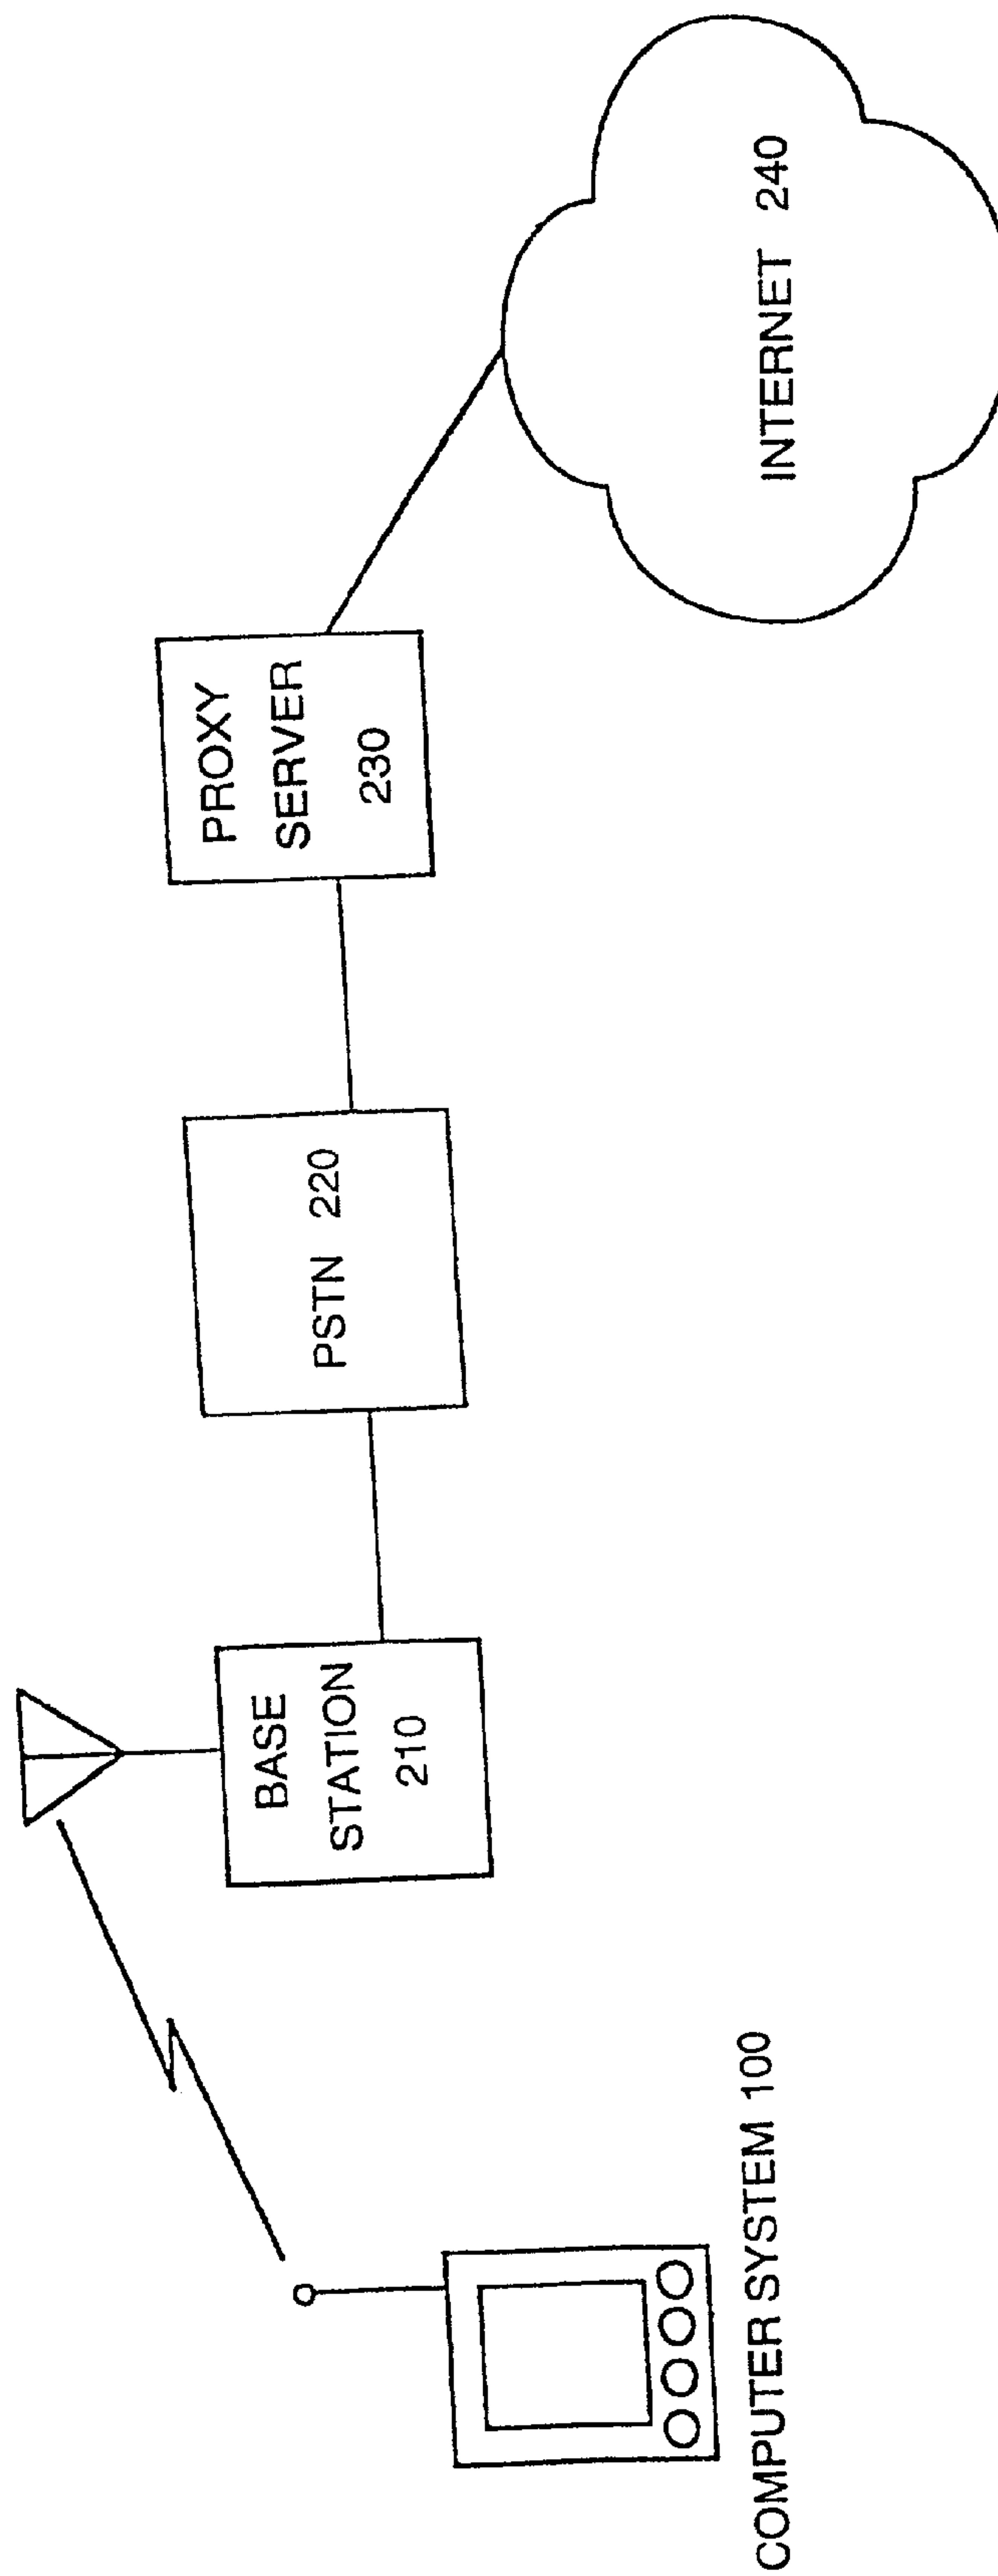 COMPUTER SYSTEM 100
BASE
STATION
210
PSTN 220
PROXY
SERVER
230
INTERNET 240